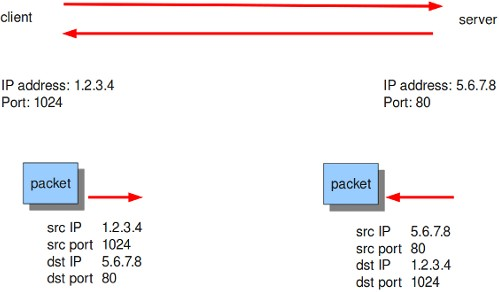 client
server
IP address: 1.2.3.4
Port: 1024
IP address: 5.6.7.8
Port: 80
packet
src IP 1.2.3.4
src port 1024
dst IP 5.6.7.8
dst port 80
packet
src IP 5.6.7.8
src port 80
dst IP 1.2.3.4
dst port 1024